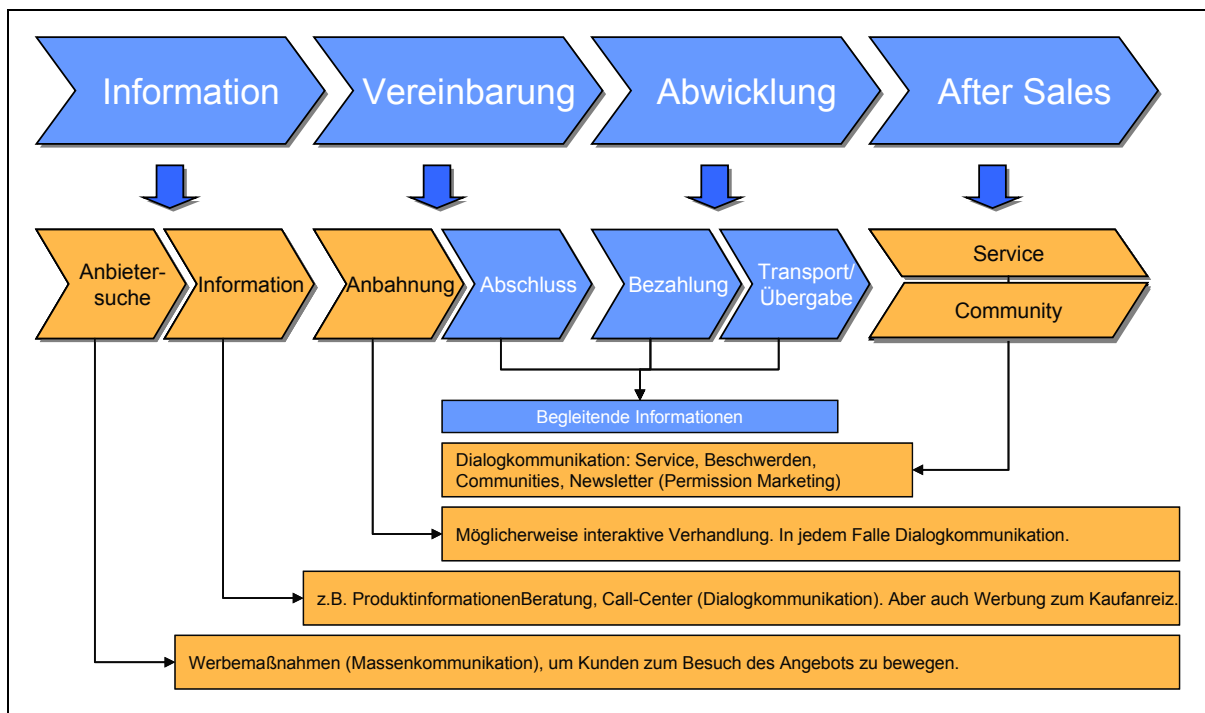 Information
Vereinbarung
Abwicklung
After Sales
Anbieter-
suche
Information
Anbahnung
Abschluss
Bezahlung
Transport/
Übergabe
Service
Community
Begleitende Informationen
Dialogkommunikation: Service, Beschwerden,
Communities, Newsletter (Permission Marketing)
Möglicherweise interaktive Verhandlung. In jedem Falle Dialogkommunikation.
z.B. ProduktinformationenBeratung, Call-Center (Dialogkommunikation). Aber auch Werbung zum Kaufanreiz.
Werbemaßnahmen (Massenkommunikation), um Kunden zum Besuch des Angebots zu bewegen.